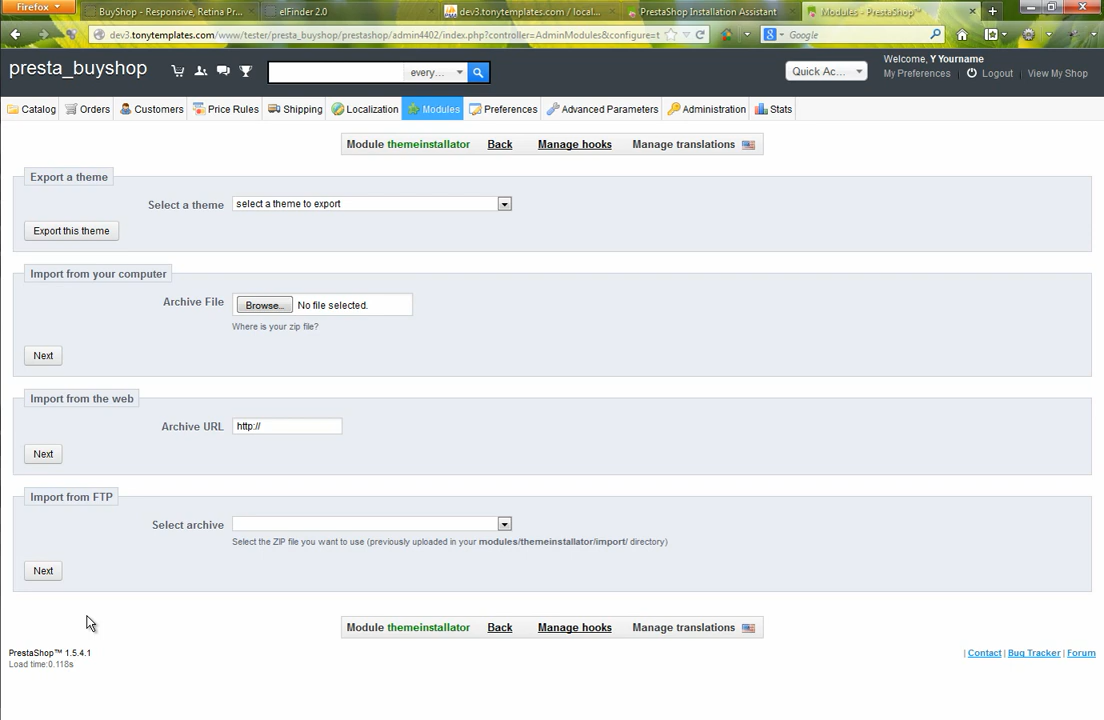 Firefox
BuyShop - Responsive, Retina Pr...
elFinder 2.0
dev3.tonytemplates.com / local...
PrestaShop Installation Assistant
Modules - PrestaShop™
dev3.tonytemplates.com/www/tester/presta_buyshop/prestashop/admin4402/index.php?controller=AdminModules&configure=t
Google
presta_buyshop
every...
Quick Ac...
Welcome, Y Yourname
My Preferences
Logout
View My Shop
Catalog
Orders
Customers
Price Rules
Shipping
Localization
Modules
Preferences
Advanced Parameters
Administration
Stats
Module themeinstallator Back Manage hooks Manage translations
Export a theme
Select a theme
select a theme to export
Export this theme
Import from your computer
Archive File
Browse..
No file selected.
Where is your zip file?
Next
Import from the web
Archive URL
http://
Next
Import from FTP
Select archive
Select the ZIP file you want to use (previously uploaded in your modules/themeinstallator/import/ directory)
Next
Module themeinstallator Back Manage hooks Manage translations
PrestaShop™ 1.5.4.1
Load time:0.118s
| Contact | Bug Tracker | Forum